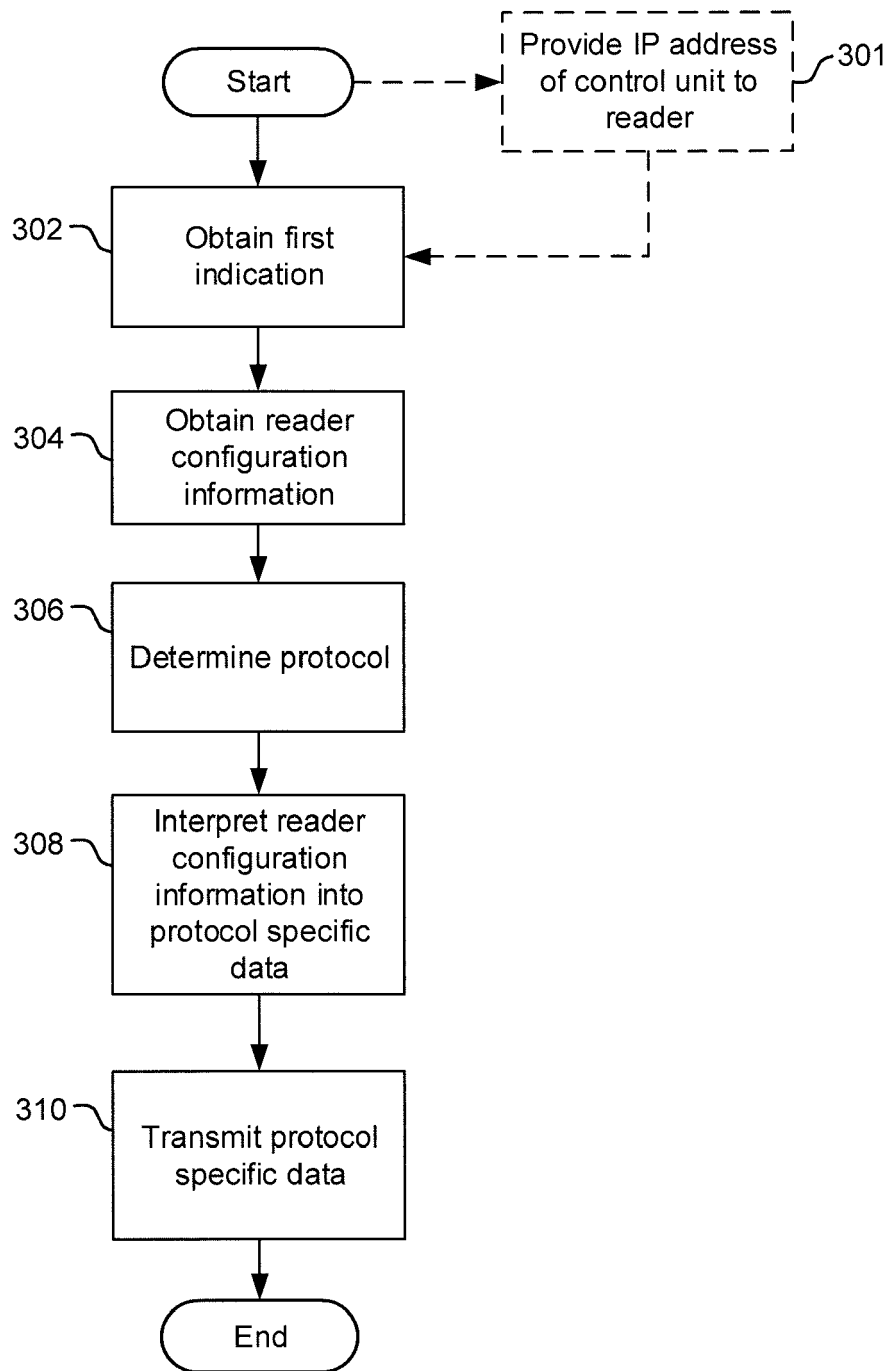 Start
Provide IP address
of control unit to
reader
301
302
Obtain first
indication
304
Obtain reader
configuration
information
306
Determine protocol
308
Interpret reader
configuration
information into
protocol specific
data
310
Transmit protocol
specific data
End